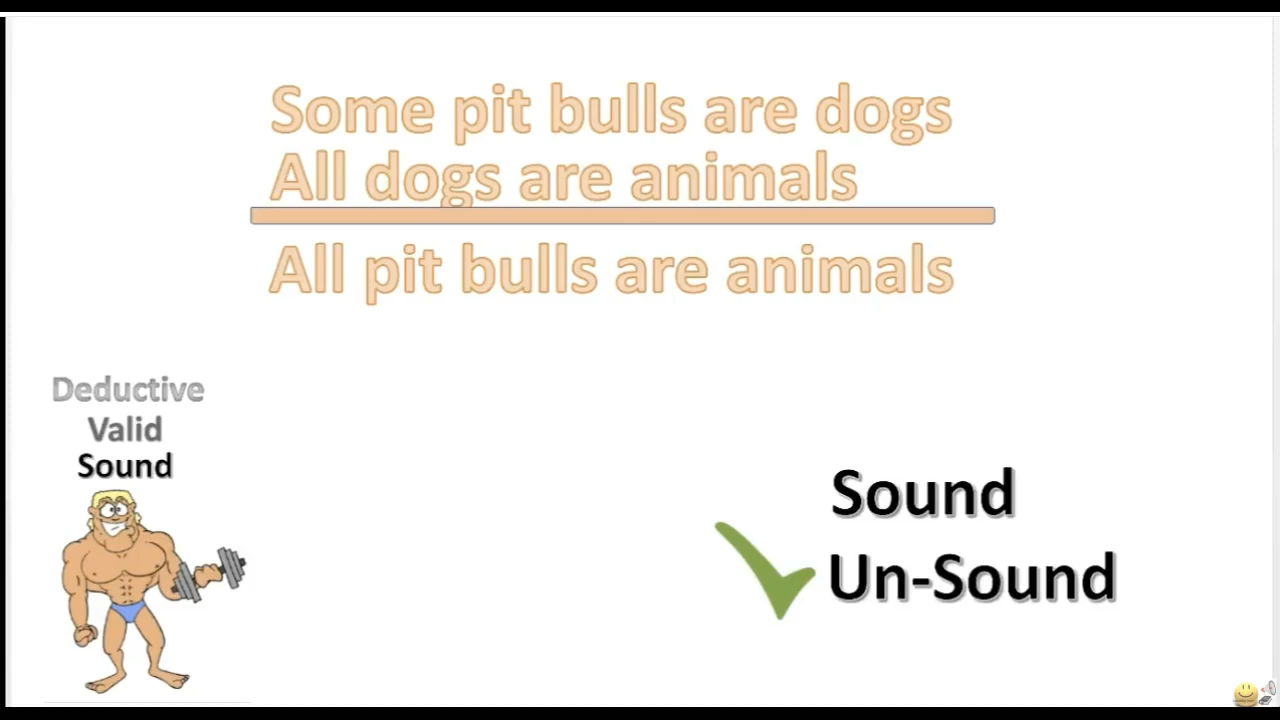 Some pit bulls are dogs
All dogs are animals
All pit bulls are animals
Deductive
Valid
Sound
Sound
Un-Sound